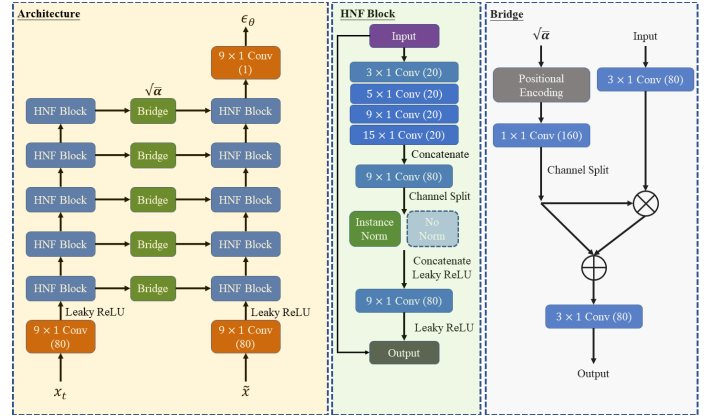 Architecture
ϵ_θ
9 × 1 Conv
(1)
√ᾱ
HNF Block
Bridge
HNF Block
HNF Block
Bridge
HNF Block
HNF Block
Bridge
HNF Block
HNF Block
Bridge
HNF Block
HNF Block
Bridge
HNF Block
Leaky ReLU
Leaky ReLU
9 × 1 Conv
(80)
9 × 1 Conv
(80)
x_t
x̃
HNF Block
Input
3 × 1 Conv (20)
5 × 1 Conv (20)
9 × 1 Conv (20)
15 × 1 Conv (20)
Concatenate
9 × 1 Conv (80)
Channel Split
Instance
Norm
No
Norm
Concatenate
Leaky ReLU
9 × 1 Conv (80)
Leaky ReLU
Output
Bridge
√ᾱ
Input
Positional
Encoding
3 × 1 Conv (80)
1 × 1 Conv (160)
Channel Split
3 × 1 Conv (80)
Output